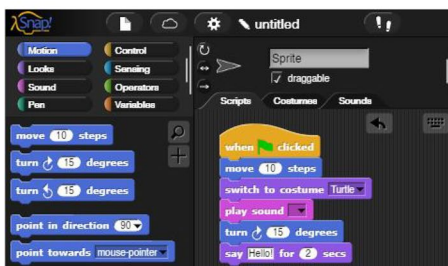 Snap!
untitled
Motion
Control
Looks
Sensing
Sound
Operators
Pen
Variables
Sprite
draggable
Scripts Costumes Sounds
move 10 steps
turn 15 degrees
turn 15 degrees
point in direction 90
point towards mouse-pointer
when clicked
move 10 steps
switch to costume Turtle
play sound
turn 15 degrees
say Hello! for 2 secs